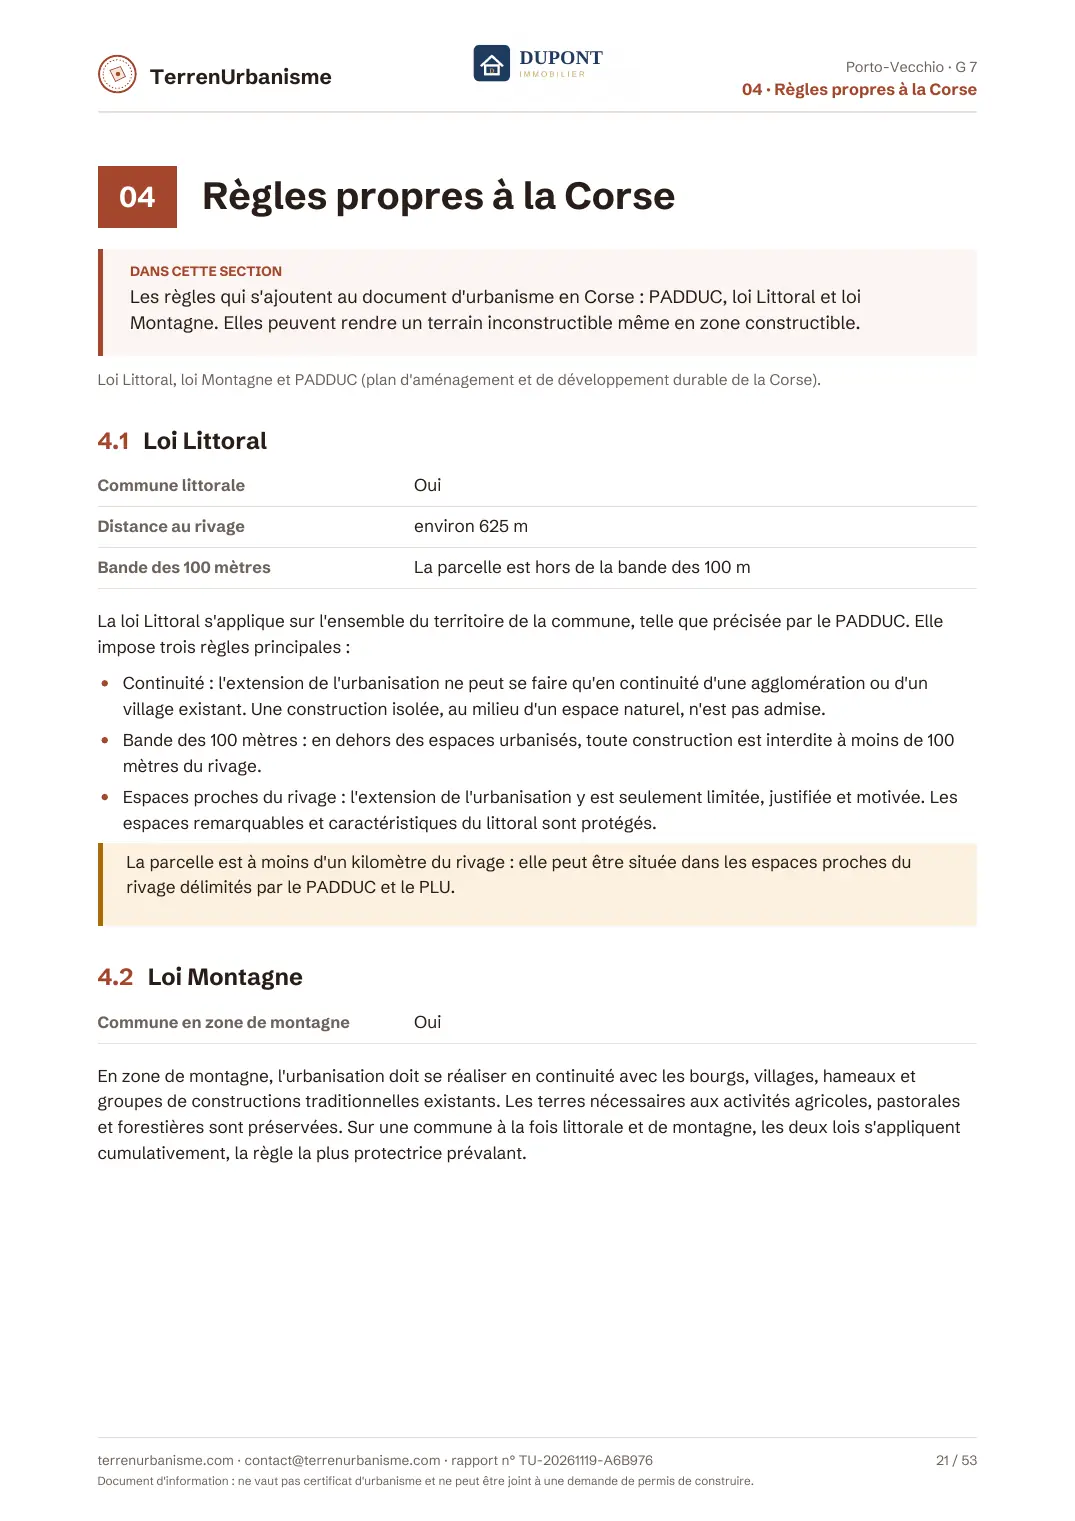 TerrenUrbanisme
DUPONT
IMMOBILIER
Porto-Vecchio · G 7
04 · Règles propres à la Corse
04
Règles propres à la Corse
DANS CETTE SECTION
Les règles qui s'ajoutent au document d'urbanisme en Corse : PADDUC, loi Littoral et loi
Montagne. Elles peuvent rendre un terrain inconstructible même en zone constructible.
Loi Littoral, loi Montagne et PADDUC (plan d'aménagement et de développement durable de la Corse).
4.1 Loi Littoral
Commune littorale Oui
Distance au rivage environ 625 m
Bande des 100 mètres La parcelle est hors de la bande des 100 m
La loi Littoral s'applique sur l'ensemble du territoire de la commune, telle que précisée par le PADDUC. Elle
impose trois règles principales :
• Continuité : l'extension de l'urbanisation ne peut se faire qu'en continuité d'une agglomération ou d'un
village existant. Une construction isolée, au milieu d'un espace naturel, n'est pas admise.
• Bande des 100 mètres : en dehors des espaces urbanisés, toute construction est interdite à moins de 100
mètres du rivage.
• Espaces proches du rivage : l'extension de l'urbanisation y est seulement limitée, justifiée et motivée. Les
espaces remarquables et caractéristiques du littoral sont protégés.
La parcelle est à moins d'un kilomètre du rivage : elle peut être située dans les espaces proches du
rivage délimités par le PADDUC et le PLU.
4.2 Loi Montagne
Commune en zone de montagne Oui
En zone de montagne, l'urbanisation doit se réaliser en continuité avec les bourgs, villages, hameaux et
groupes de constructions traditionnelles existants. Les terres nécessaires aux activités agricoles, pastorales
et forestières sont préservées. Sur une commune à la fois littorale et de montagne, les deux lois s'appliquent
cumulativement, la règle la plus protectrice prévalant.
terrenurbanisme.com · contact@terrenurbanisme.com · rapport n° TU-20261119-A6B976
21 / 53
Document d'information : ne vaut pas certificat d'urbanisme et ne peut être joint à une demande de permis de construire.